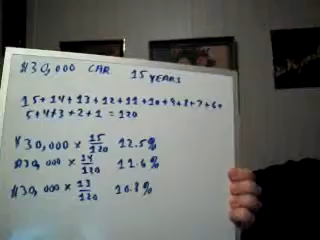 $30,000 CAR 15 YEARS
15+14+13+12+11+10+9+8+7+6+
5+4+3+2+1=120
$30,000 × 15/120 12.5%
$30,000 × 14/120 11.6%
$30,000 × 13/120 10.8%